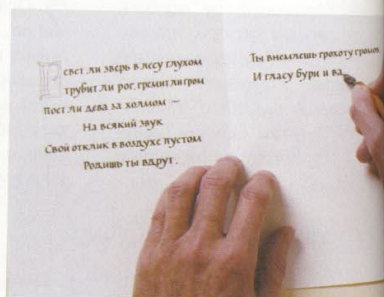 Ревет ли зверь в лесу глухом
трубит ли рог, гремит ли гром
Поет ли дева за холмом –
На всякий звук
Свой отклик в воздухе пустом
Родишь ты вдруг.
Ты внемлешь грохоту громов
И гласу бури и ва